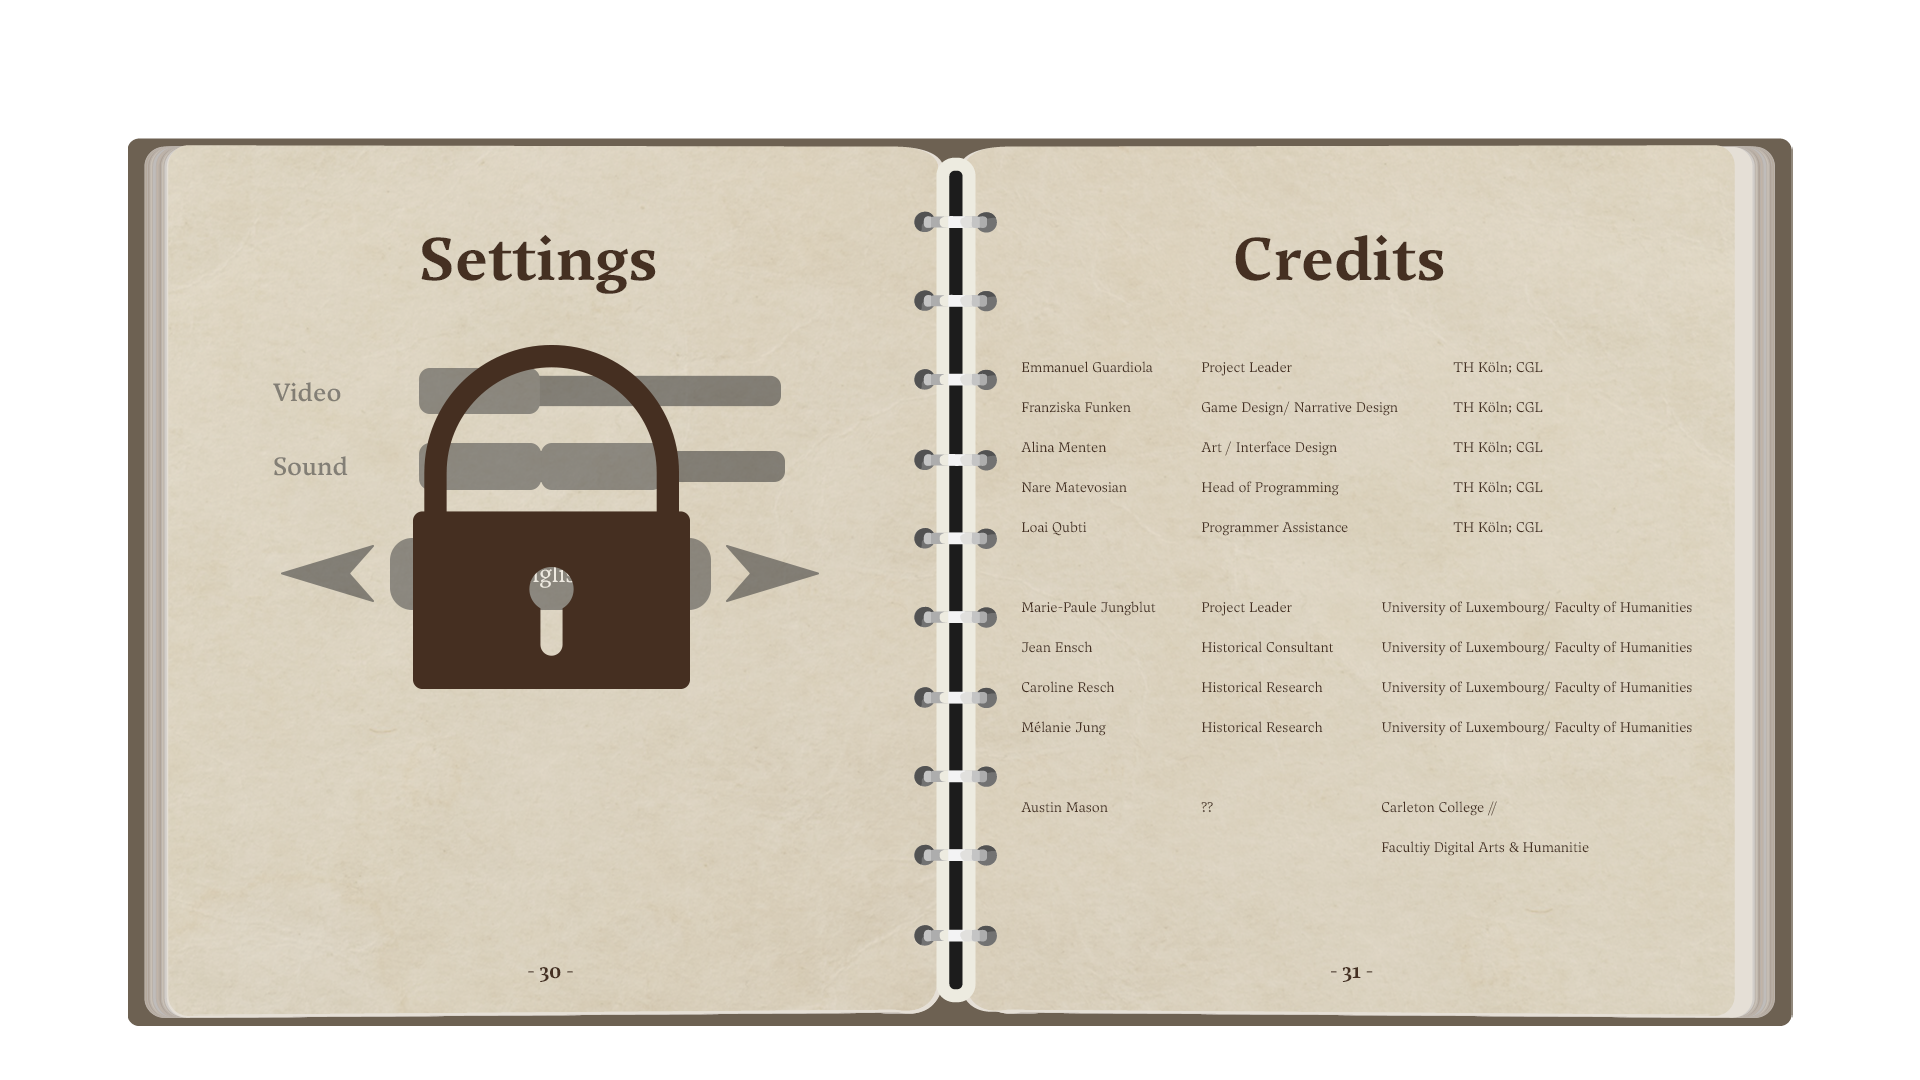 Settings
Video
Sound
- 30 -
Credits
Emmanuel Guardiola Project Leader TH Köln; CGL
Franziska Funken Game Design/ Narrative Design TH Köln; CGL
Alina Menten Art / Interface Design TH Köln; CGL
Nare Matevosian Head of Programming TH Köln; CGL
Loai Qubti Programmer Assistance TH Köln; CGL
Marie-Paule Jungblut Project Leader University of Luxembourg/ Faculty of Humanities
Jean Ensch Historical Consultant University of Luxembourg/ Faculty of Humanities
Caroline Resch Historical Research University of Luxembourg/ Faculty of Humanities
Mélanie Jung Historical Research University of Luxembourg/ Faculty of Humanities
Austin Mason ?? Carleton College //
Facultiy Digital Arts & Humanitie
- 31 -